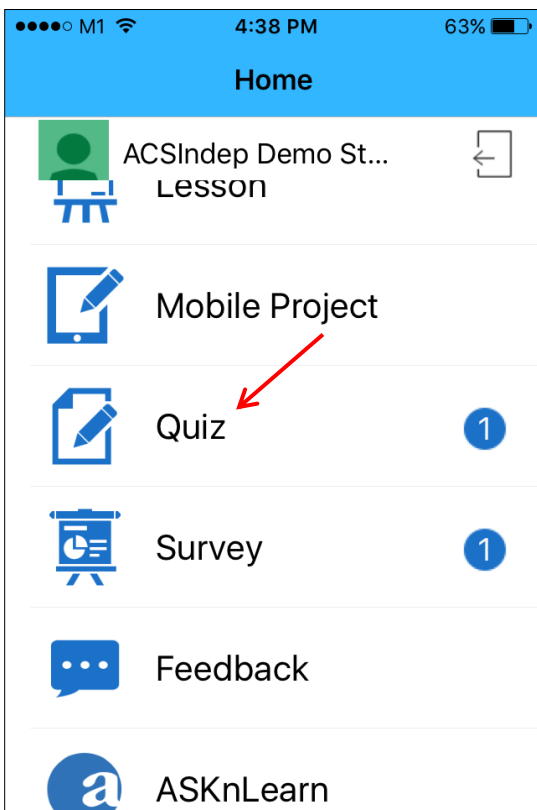 M1 4:38 PM 63%
Home
ACSIndep Demo St...
Lesson
Mobile Project
Quiz 1
Survey 1
Feedback
a ASKnLearn